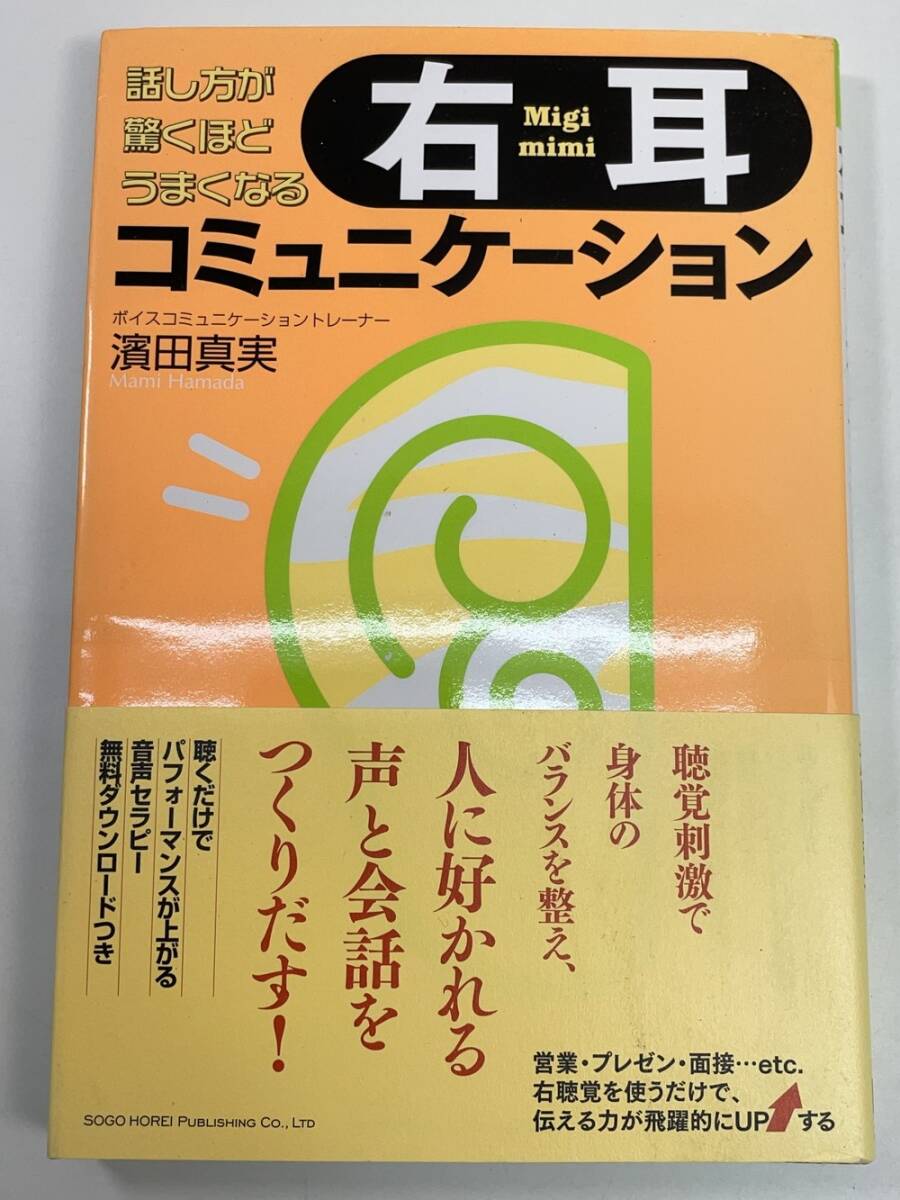 話し方が
驚くほど
うまくなる
右耳
Migi
mimi
コミュニケーション
ボイスコミュニケーショントレーナー
濱田真実
Mami Hamada
聴覚刺激で
身体の
バランスを整え、
人に好かれる
声と会話を
つくりだす!
聴くだけで
パフォーマンスが上がる
音声セラピー
無料ダウンロードつき
営業・プレゼン・面接…etc.
右聴覚を使うだけで、
伝える力が飛躍的にUPする
SOGO HOREI PUBLISHING CO., LTD